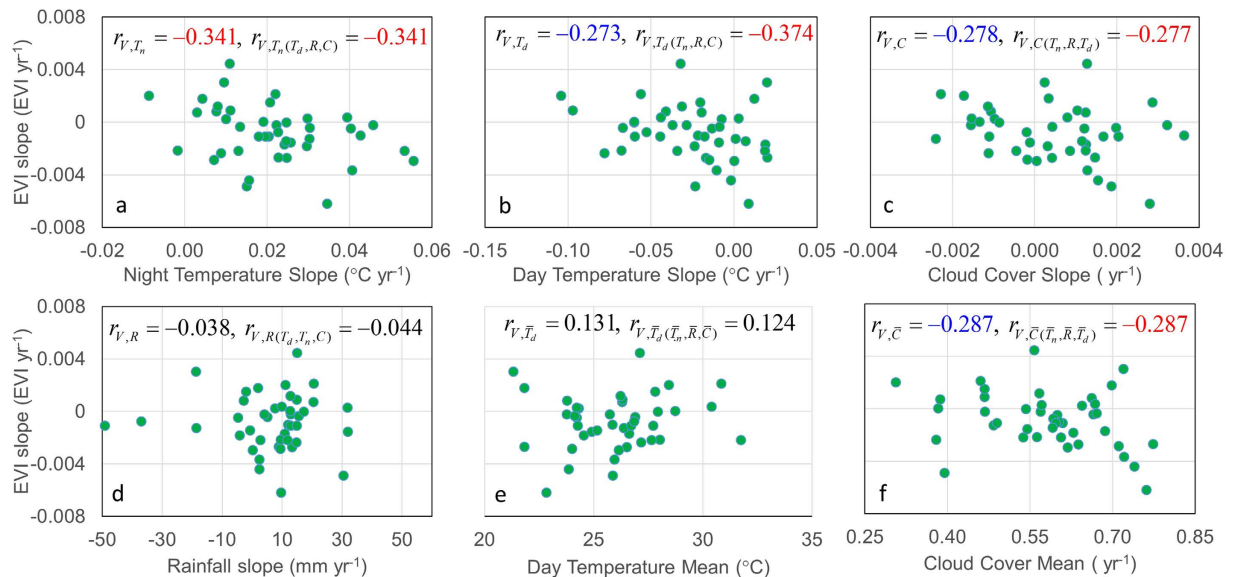 r_{V,T_n} = −0.341, r_{V,T_n(T_d,R,C)} = −0.341
r_{V,T_d} = −0.273, r_{V,T_d(T_n,R,C)} = −0.374
r_{V,C} = −0.278, r_{V,C(T_n,R,T_d)} = −0.277
EVI slope (EVI yr⁻¹)
0.008
0.004
0
-0.004
-0.008
a
b
c
-0.02 0.00 0.02 0.04 0.06
-0.15 -0.10 -0.05 0.00 0.05
-0.004 -0.002 0.000 0.002 0.004
Night Temperature Slope (°C yr⁻¹)
Day Temperature Slope (°C yr⁻¹)
Cloud Cover Slope ( yr⁻¹)
r_{V,R} = −0.038, r_{V,R(T_d,T_n,C)} = −0.044
r_{V,T̄_d} = 0.131, r_{V,T̄_d(T̄_n,R̄,C̄)} = 0.124
r_{V,C̄} = −0.287, r_{V,C̄(T̄_n,R̄,T̄_d)} = −0.287
EVI slope (EVI yr⁻¹)
0.008
0.004
0
-0.004
-0.008
d
e
f
-50 -30 -10 10 30 50
20 25 30 35
0.25 0.40 0.55 0.70 0.85
Rainfall slope (mm yr⁻¹)
Day Temperature Mean (°C)
Cloud Cover Mean ( yr⁻¹)